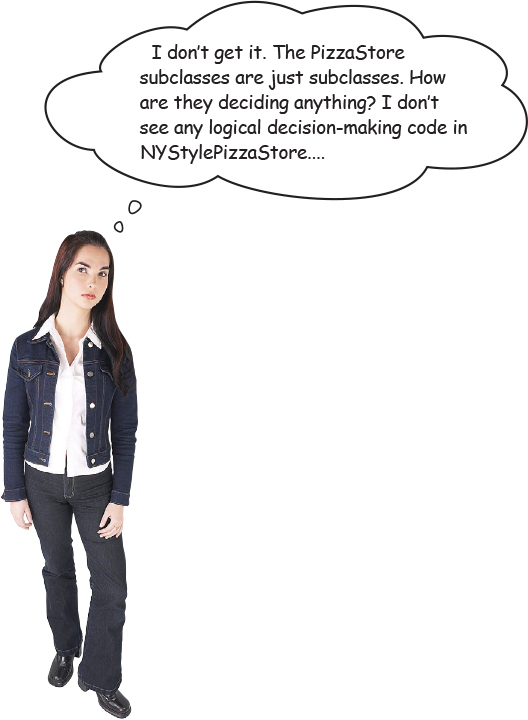 I don’t get it. The PizzaStore
subclasses are just subclasses. How
are they deciding anything? I don’t
see any logical decision-making code in
NYStylePizzaStore....